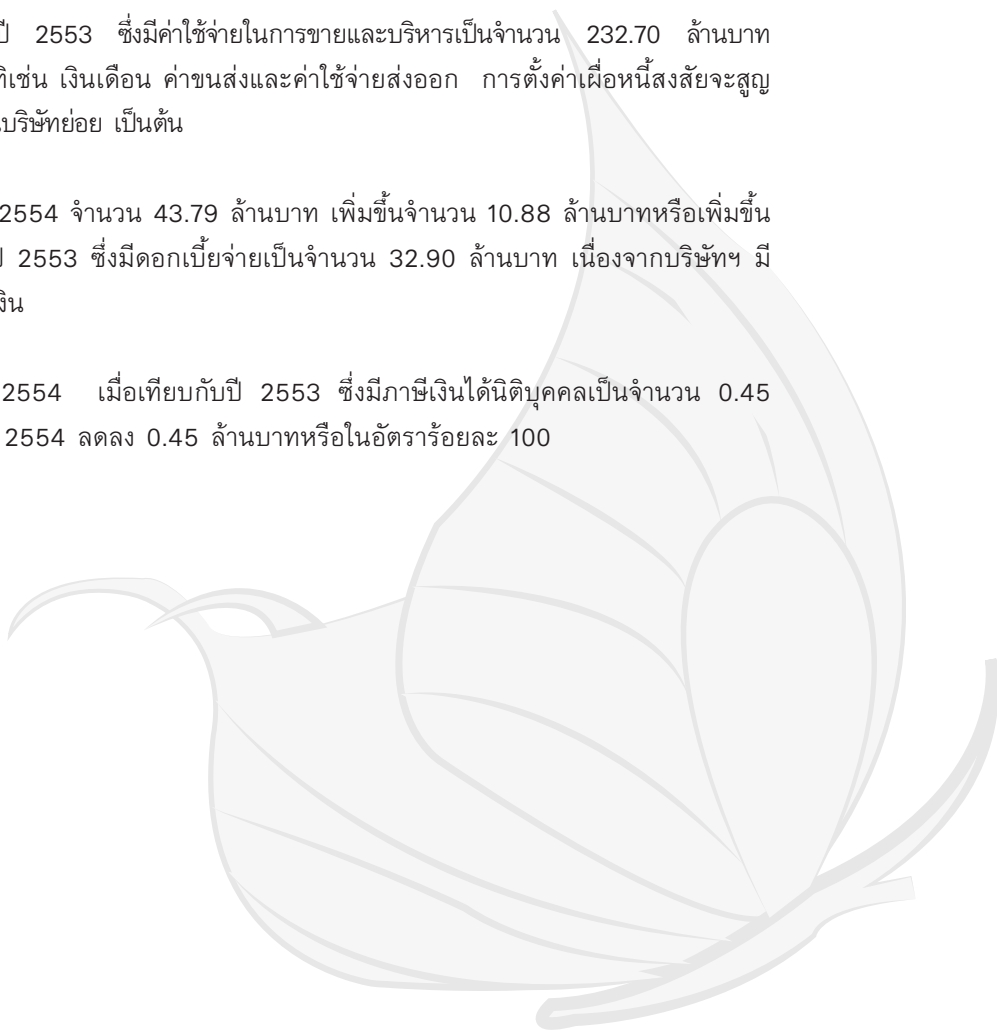 ปี 2553 ซึ่งมีค่าใช้จ่ายในการขายและบริหารเป็นจำนวน 232.70 ล้านบาท
เช่น เงินเดือน ค่าขนส่งและค่าใช้จ่ายส่งออก การตั้งค่าเผื่อหนี้สงสัยจะสูญ
บริษัทย่อย เป็นต้น
2554 จำนวน 43.79 ล้านบาท เพิ่มขึ้นจำนวน 10.88 ล้านบาทหรือเพิ่มขึ้น
2553 ซึ่งมีดอกเบี้ยจ่ายเป็นจำนวน 32.90 ล้านบาท เนื่องจากบริษัทฯ มี
2554 เมื่อเทียบกับปี 2553 ซึ่งมีภาษีเงินได้นิติบุคคลเป็นจำนวน 0.45
2554 ลดลง 0.45 ล้านบาทหรือในอัตราร้อยละ 100